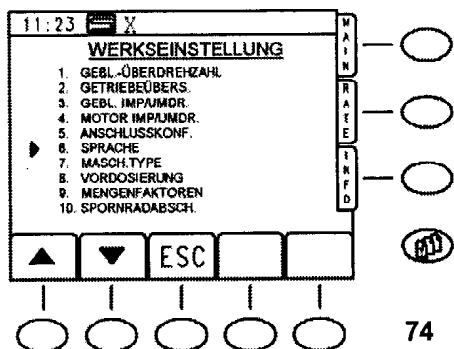 11:23 X
WERKSEINSTELLUNG
1. GEBL.-ÜBERDREHZAHL
2. GETRIEBEÜBERS.
3. GEBL. IMP/UMDR.
4. MOTOR IMP/UMDR.
5. ANSCHLUSSKONF.
6. SPRACHE
7. MASCH.TYPE
8. VORDOSIERUNG
9. MENGENFAKTOREN
10. SPORNRADABSCH.
MAIN
RATE
INFO
ESC
74